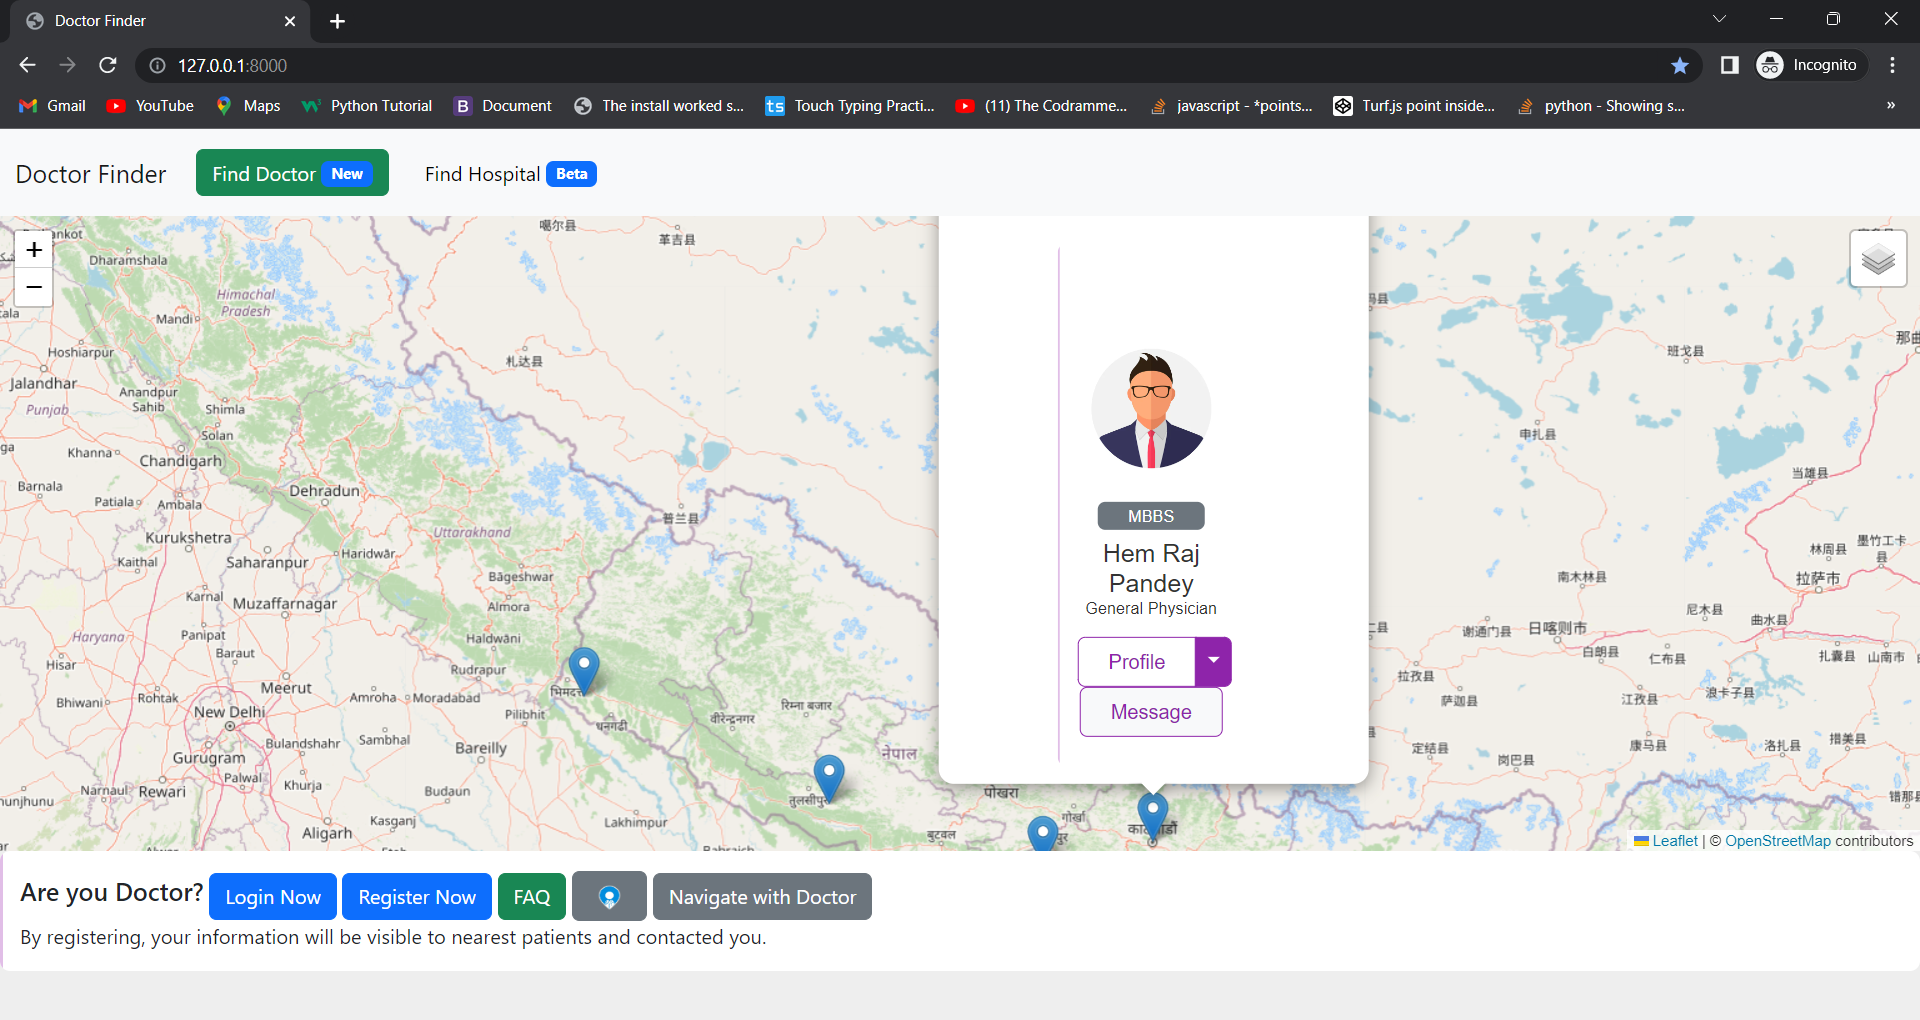 Doctor Finder
127.0.0.1:8000
Incognito
Gmail
YouTube
Maps
Python Tutorial
Document
The install worked s...
Touch Typing Practi...
(11) The Codramme...
javascript - *points...
Turf.js point inside...
python - Showing s...
»
Doctor Finder
Find Doctor New
Find Hospital Beta
+
−
Dharamshala
Himachal
Pradesh
Mandi
Hoshiarpur
Jalandhar
Anandpur
Sahib
Punjab
Shimla
Solan
Khanna
Chandigarh
Barnala
Patiala
Ambala
Dehradun
Uttarakhand
Kurukshetra
Kaithal
Saharanpur
Haridwār
Bāgeshwar
Karnal
Muzaffarnagar
Almora
Haryana
Panipat
Baraut
Haldwāni
Hisar
Rudrapur
Meerut
Bhiwani
Rohtak
New Delhi
Amroha
Moradabad
Pilibhit
धनगढी
वीरेन्द्रनगर
रिम्ना बजार
नेपाल
Gurugram
Bulandshahr
Sambhal
Bareilly
Palwal
Khurja
Narnaul
Rewari
Budaun
Kasganj
Aligarh
Lakhimpur
पोखरा
गोर्खा
बुटवल
噶尔县
革吉县
札达县
普兰县
班戈县
申扎县
当雄县
林周县
墨竹工卡
县
南木林县
拉萨市
尼木县
曲水县
谢通门县
日喀则市
白朗县
仁布县
扎囊县
山南市
拉孜县
萨迦县
江孜县
浪卡子县
定结县
岗巴县
康马县
洛扎县
措美县
MBBS
Hem Raj
Pandey
General Physician
Profile
Message
Leaflet | © OpenStreetMap contributors
Are you Doctor?
Login Now
Register Now
FAQ
Navigate with Doctor
By registering, your information will be visible to nearest patients and contacted you.